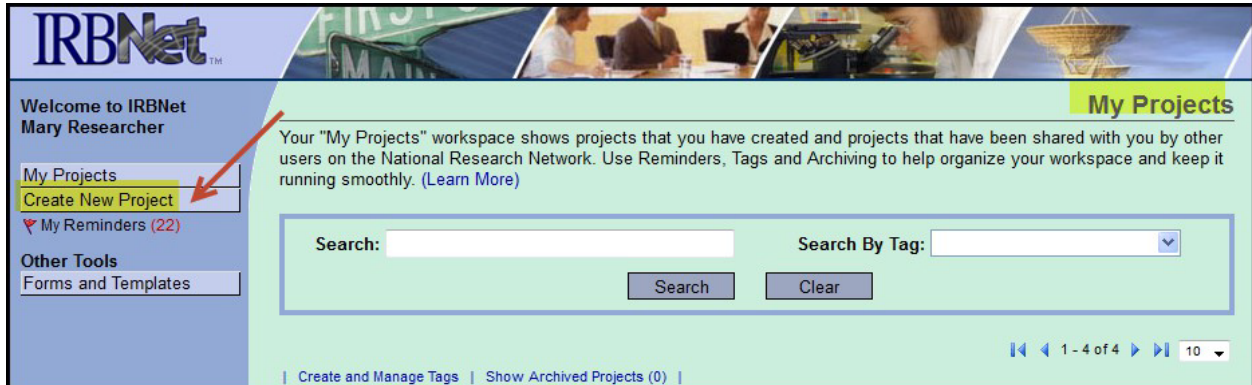 IRBNet™
FIRST
MAIN
Welcome to IRBNet
Mary Researcher
My Projects
Create New Project
My Reminders (22)
Other Tools
Forms and Templates
My Projects
Your "My Projects" workspace shows projects that you have created and projects that have been shared with you by other
users on the National Research Network. Use Reminders, Tags and Archiving to help organize your workspace and keep it
running smoothly. (Learn More)
Search:
Search By Tag:
Search
Clear
1 - 4 of 4
10
| Create and Manage Tags | Show Archived Projects (0) |